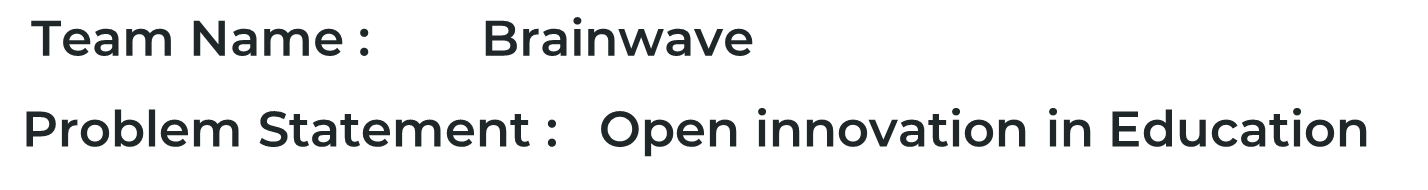 Team Name : Brainwave
Problem Statement : Open innovation in Education